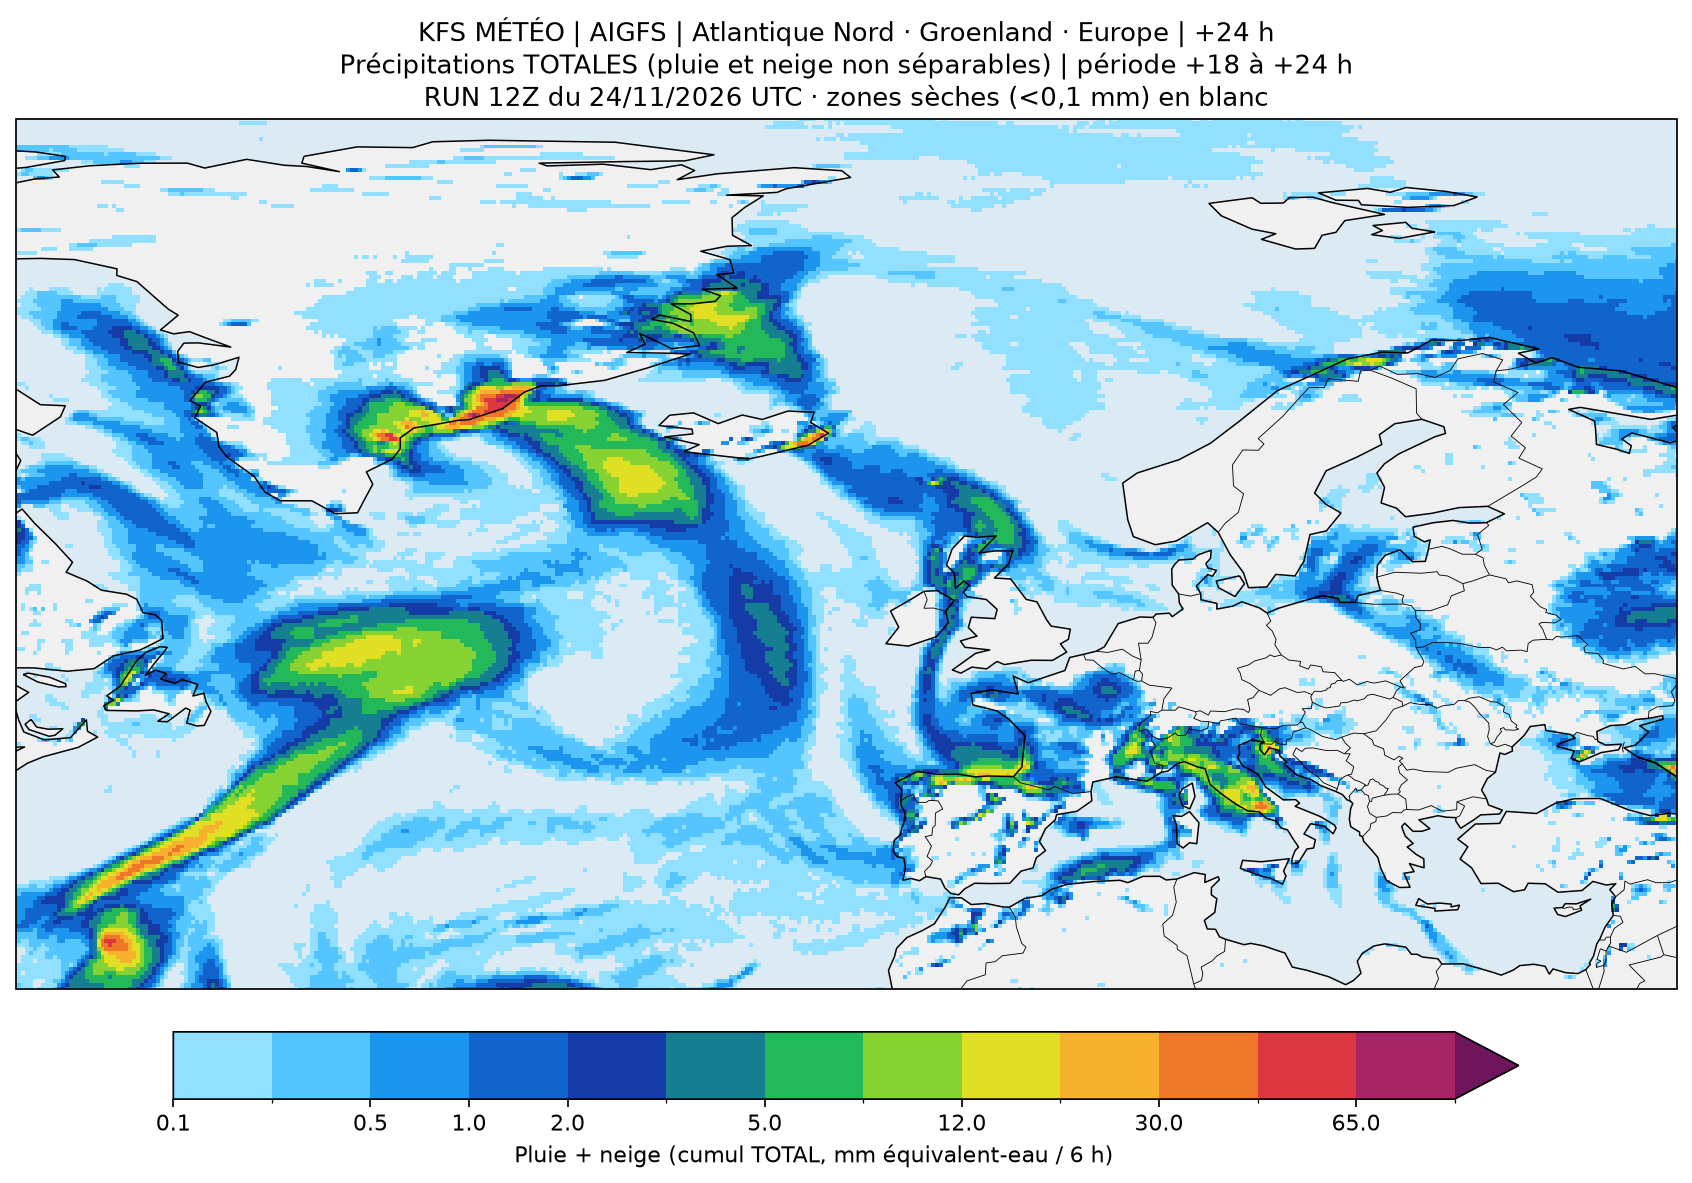 KFS MÉTÉO | AIGFS | Atlantique Nord · Groenland · Europe | +24 h
Précipitations TOTALES (pluie et neige non séparables) | période +18 à +24 h
RUN 12Z du 24/11/2026 UTC · zones sèches (<0,1 mm) en blanc
0.1 0.5 1.0 2.0 5.0 12.0 30.0 65.0
Pluie + neige (cumul TOTAL, mm équivalent-eau / 6 h)